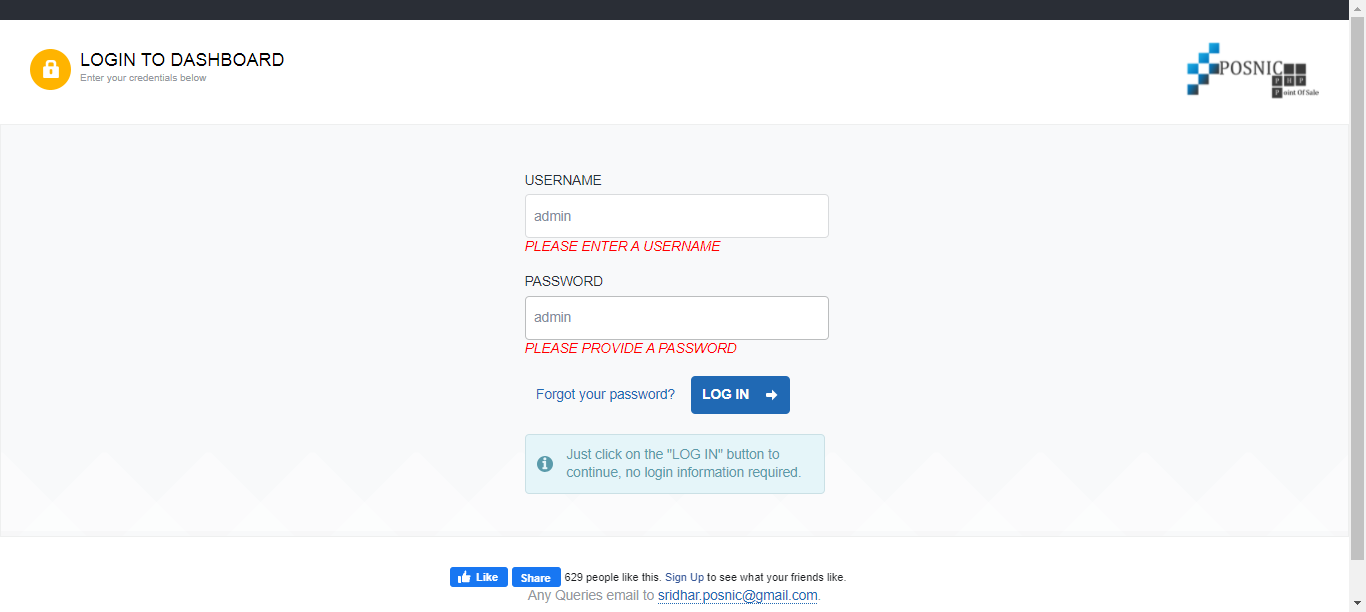 LOGIN TO DASHBOARD
Enter your credentials below
POSNIC
PHP
Point Of Sale
USERNAME
admin
PLEASE ENTER A USERNAME
PASSWORD
admin
PLEASE PROVIDE A PASSWORD
Forgot your password?
LOG IN
Just click on the "LOG IN" button to
continue, no login information required.
Like Share 629 people like this. Sign Up to see what your friends like.
Any Queries email to sridhar.posnic@gmail.com.